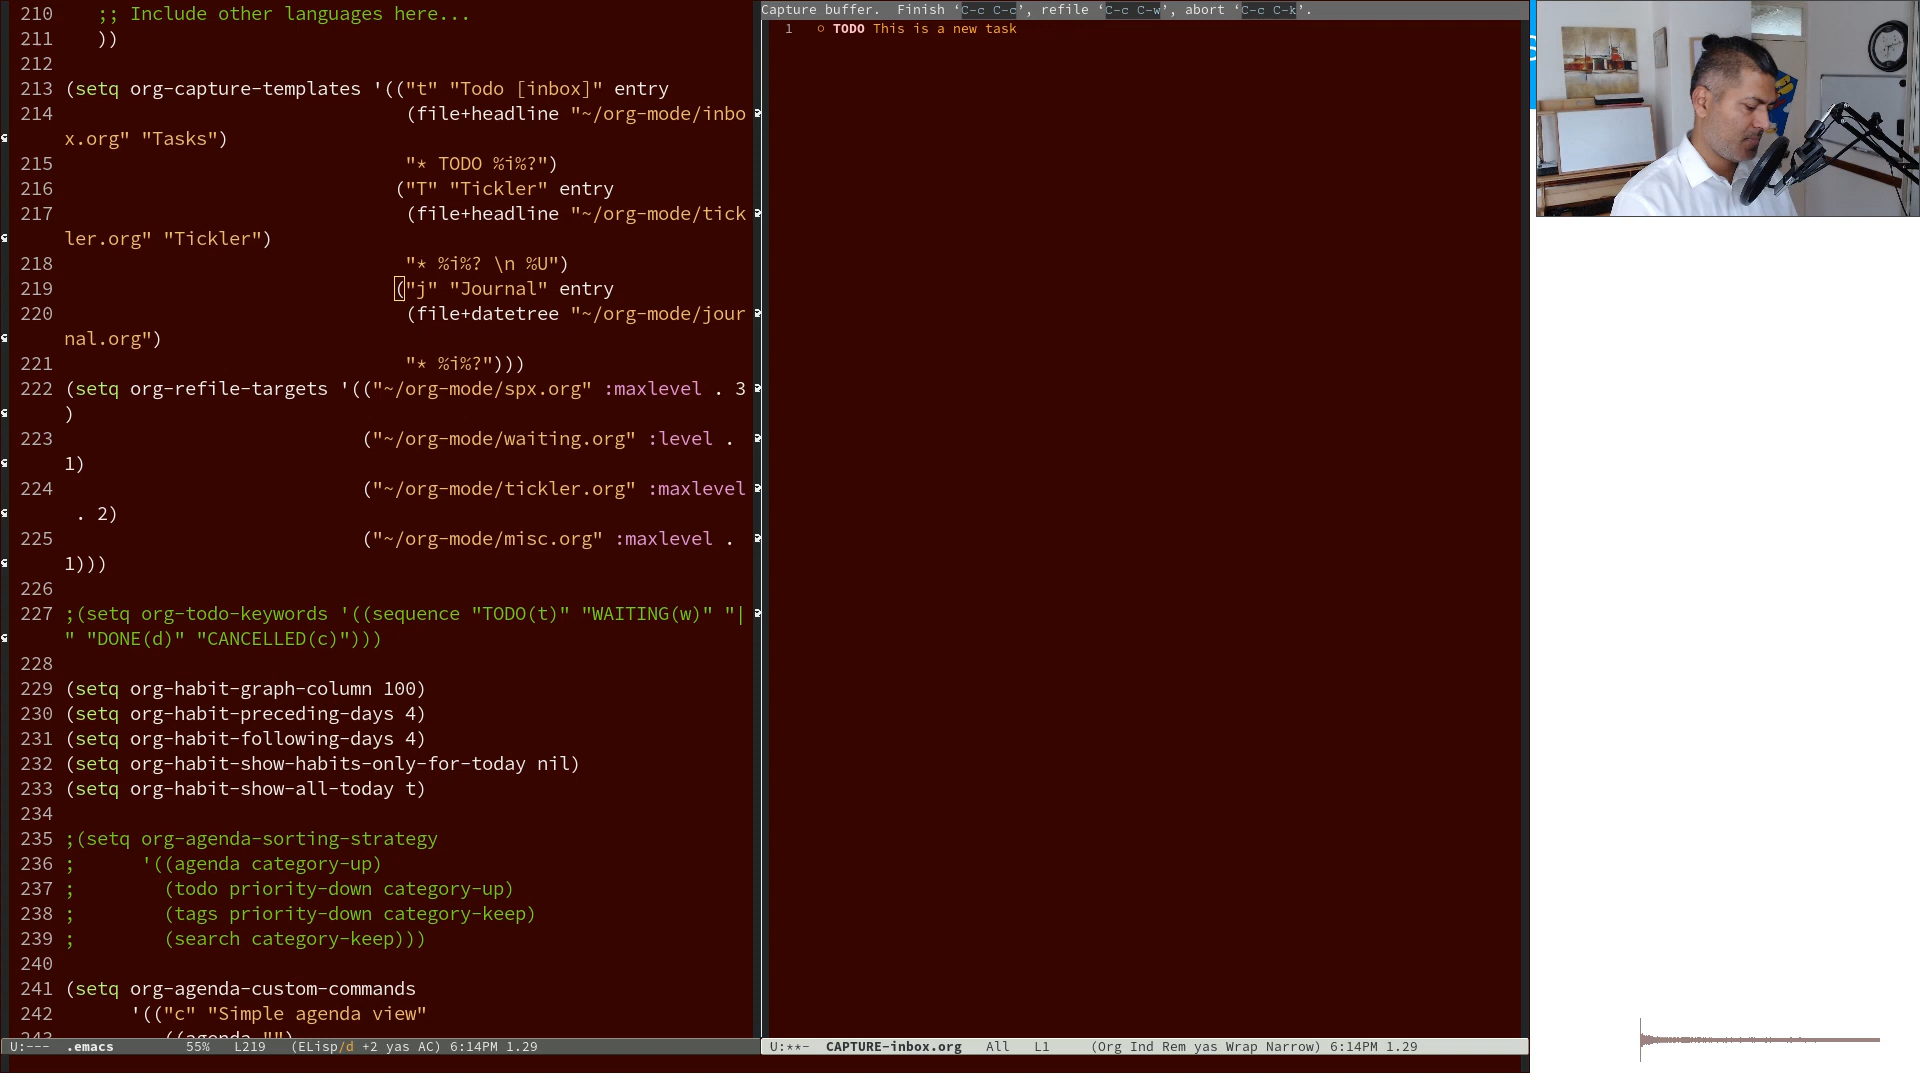 210    ;; Include other languages here...
211    ))
212
213 (setq org-capture-templates '(("t" "Todo [inbox]" entry
214                                (file+headline "~/org-mode/inbo
x.org" "Tasks")
215                                "* TODO %i%?")
216                               ("T" "Tickler" entry
217                                (file+headline "~/org-mode/tick
ler.org" "Tickler")
218                                "* %i%? \n %U")
219                               ("j" "Journal" entry
220                                (file+datetree "~/org-mode/jour
nal.org")
221                                "* %i%?")))
222 (setq org-refile-targets '(("~/org-mode/spx.org" :maxlevel . 3
)
223                            ("~/org-mode/waiting.org" :level .
1)
224                            ("~/org-mode/tickler.org" :maxlevel
 . 2)
225                            ("~/org-mode/misc.org" :maxlevel .
1)))
226
227 ;(setq org-todo-keywords '((sequence "TODO(t)" "WAITING(w)" "|
" "DONE(d)" "CANCELLED(c)")))
228
229 (setq org-habit-graph-column 100)
230 (setq org-habit-preceding-days 4)
231 (setq org-habit-following-days 4)
232 (setq org-habit-show-habits-only-for-today nil)
233 (setq org-habit-show-all-today t)
234
235 ;(setq org-agenda-sorting-strategy
236 ;      '((agenda category-up)
237 ;        (todo priority-down category-up)
238 ;        (tags priority-down category-keep)
239 ;        (search category-keep)))
240
241 (setq org-agenda-custom-commands
242       '(("c" "Simple agenda view"
243          ((agenda "")
U:---  .emacs       55%  L219   (ELisp/d +2 yas AC) 6:14PM 1.29
Capture buffer.  Finish ‘C-c C-c’, refile ‘C-c C-w’, abort ‘C-c C-k’.
1 ○ TODO This is a new task
U:**-  CAPTURE-inbox.org   All   L1     (Org Ind Rem yas Wrap Narrow) 6:14PM 1.29